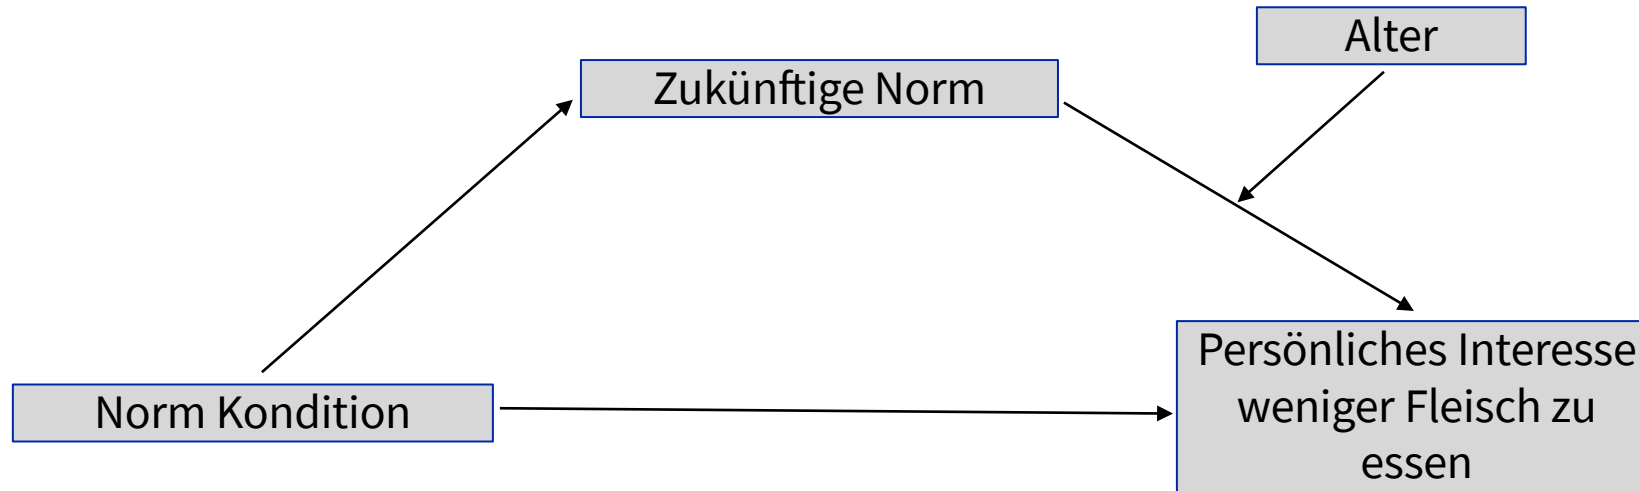 Alter
Zukünftige Norm
Norm Kondition
Persönliches Interesse
weniger Fleisch zu
essen